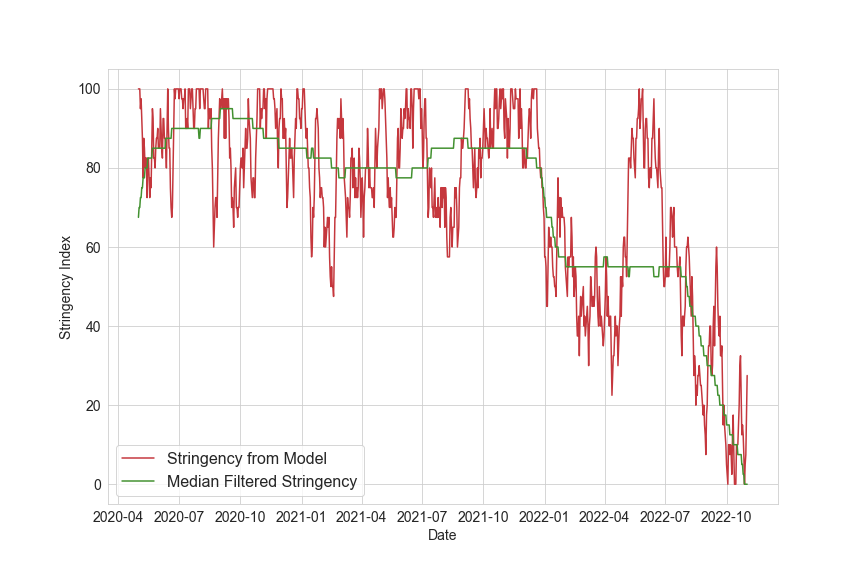 100
80
60
40
20
0
Stringency Index
Stringency from Model
Median Filtered Stringency
2020-04 2020-07 2020-10 2021-01 2021-04 2021-07 2021-10 2022-01 2022-04 2022-07 2022-10
Date